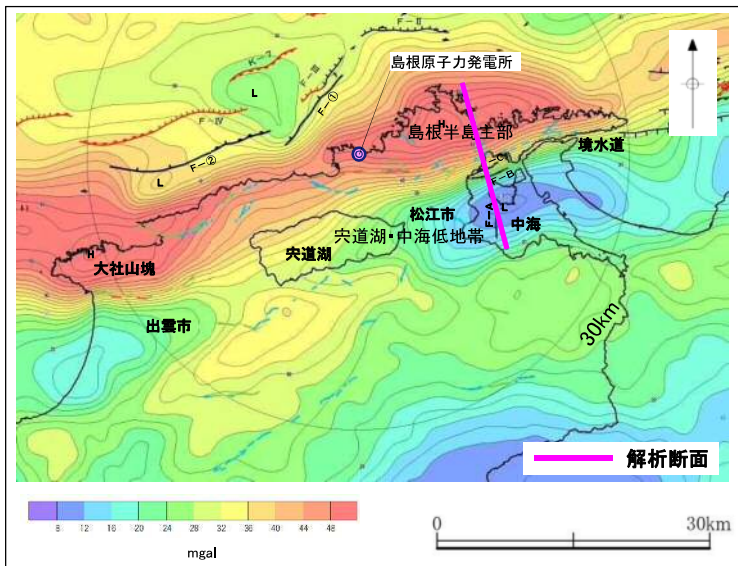 F－Ⅱ
島根原子力発電所
K－7
F－Ⅲ
L
F－①
F－Ⅳ
H
島根半島主部
境水道
F－②
L
F－C
F－B
松江市
F－A
中海
宍道湖・中海低地帯
宍道湖
H
大社山塊
30km
出雲市
解析断面
8 12 16 20 24 28 32 36 40 44 48
mgal
0 30km